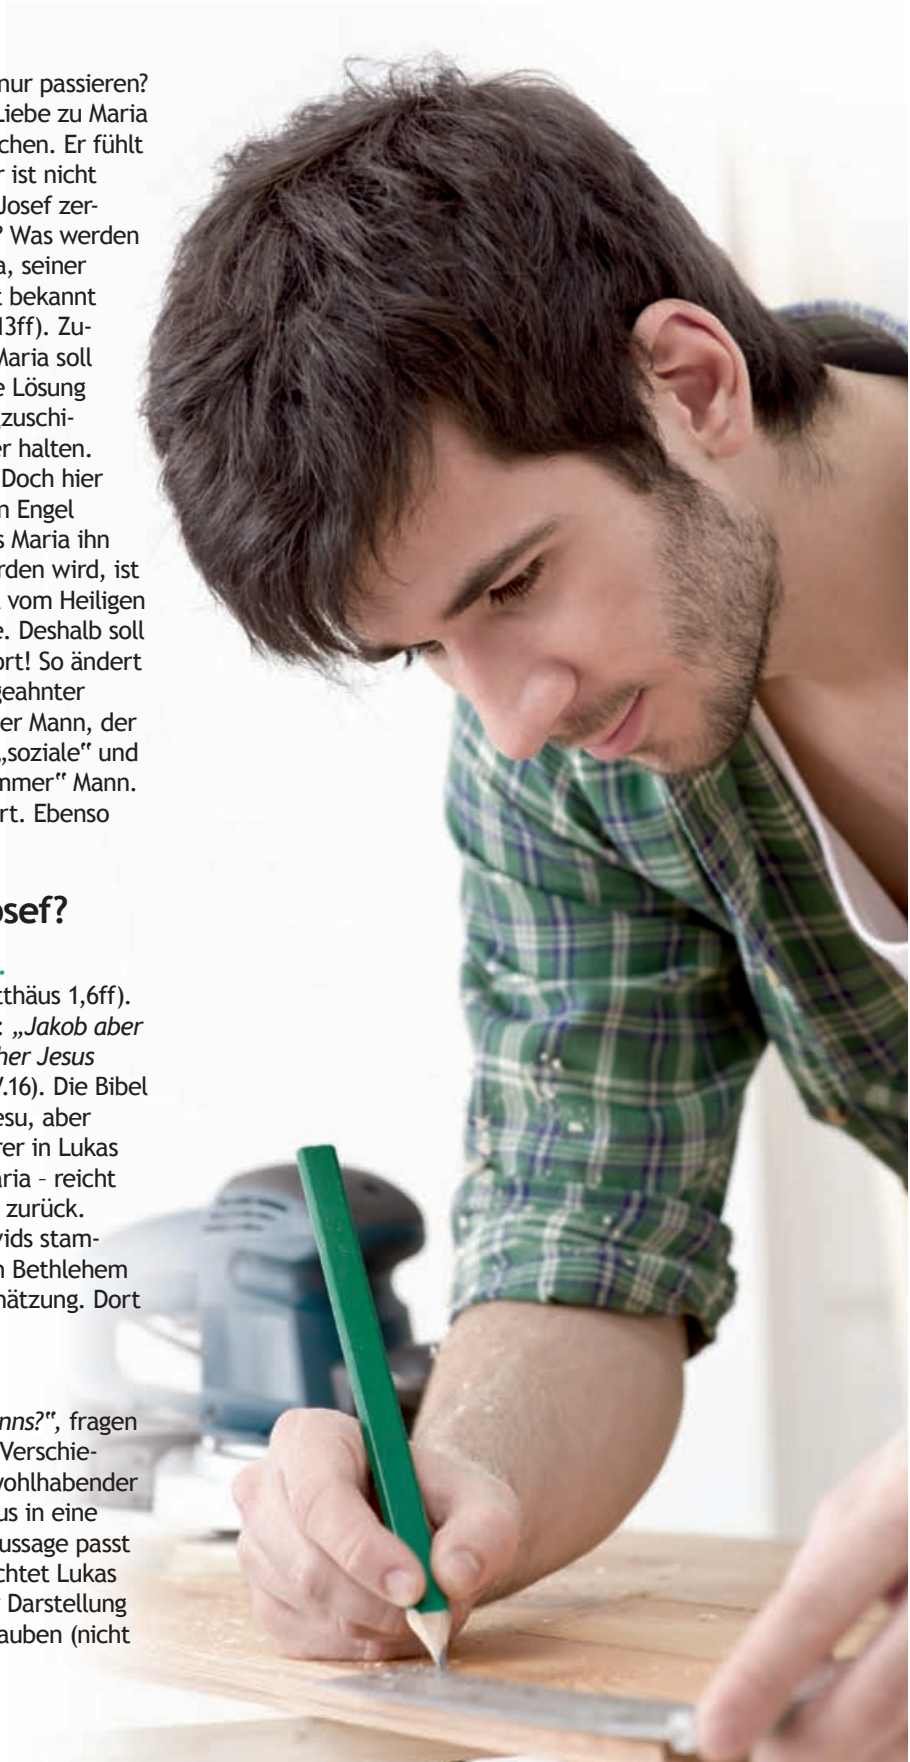 nur passieren?
Liebe zu Maria
chen. Er fühlt
ist nicht
Josef zer-
? Was werden
a, seiner
bekannt
13ff). Zu-
Maria soll
e Lösung
zuschi-
er halten.
Doch hier
n Engel
s Maria ihn
rden wird, ist
vom Heiligen
e. Deshalb soll
ort! So ändert
geahnter
er Mann, der
„soziale“ und
mmer“ Mann.
rt. Ebenso
osef?
.
tthäus 1,6ff).
: „Jakob aber
her Jesus
V.16). Die Bibel
esu, aber
rer in Lukas
aria - reicht
zurück.
vids stam-
n Bethlehem
hätzung. Dort
nns?“, fragen
Verschie-
wohlhabender
us in eine
ussage passt
chtet Lukas
Darstellung
auben (nicht